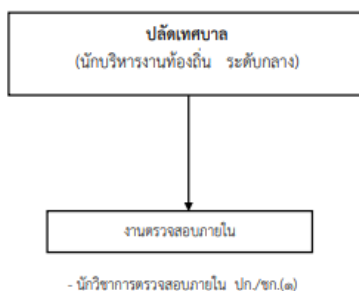 ปลัดเทศบาล
(นักบริหารงานท้องถิ่น ระดับกลาง)
งานตรวจสอบภายใน
- นักวิชาการตรวจสอบภายใน ปก./ชก.(๑)